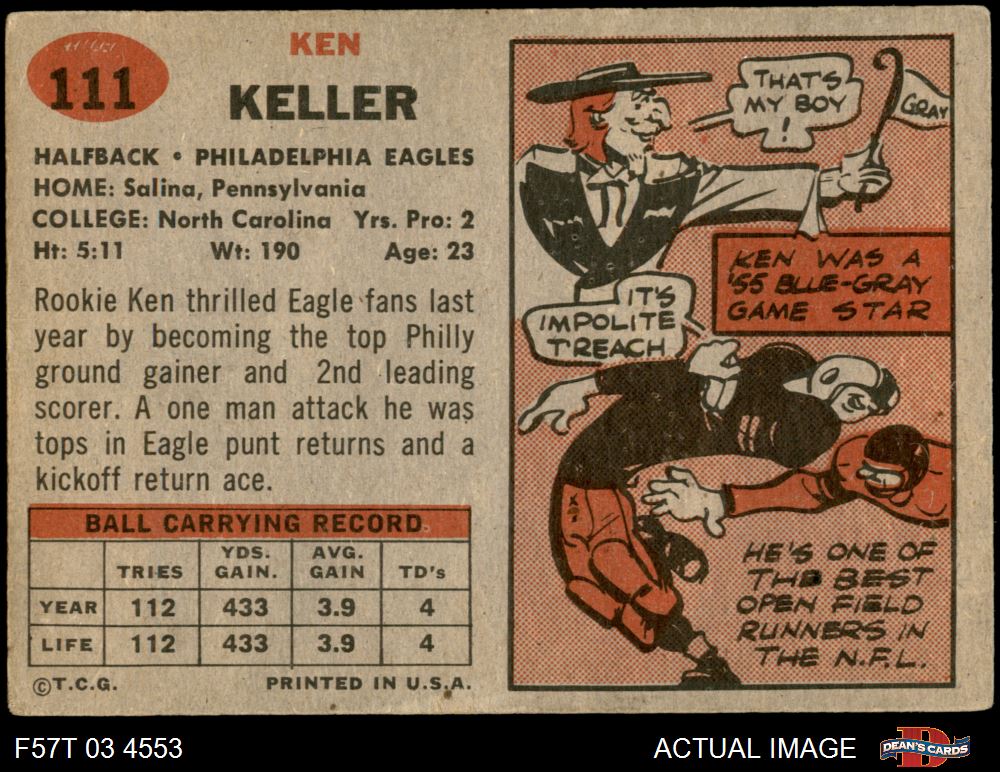 111
KEN
KELLER
HALFBACK • PHILADELPHIA EAGLES
HOME: Salina, Pennsylvania
COLLEGE: North Carolina Yrs. Pro: 2
Ht: 5:11 Wt: 190 Age: 23
Rookie Ken thrilled Eagle fans last
year by becoming the top Philly
ground gainer and 2nd leading
scorer. A one man attack he was
tops in Eagle punt returns and a
kickoff return ace.
BALL CARRYING RECORD
TRIES YDS. GAIN. AVG. GAIN TD's
YEAR 112 433 3.9 4
LIFE 112 433 3.9 4
©T.C.G. PRINTED IN U.S.A.
THAT'S
MY BOY
!
GRAY
KEN WAS A
'55 BLUE-GRAY
GAME STAR
IT'S
IMPOLITE
T'REACH
HE'S ONE OF
THE BEST
OPEN FIELD
RUNNERS IN
THE N.F.L.
F57T 03 4553 ACTUAL IMAGE DEAN'S CARDS